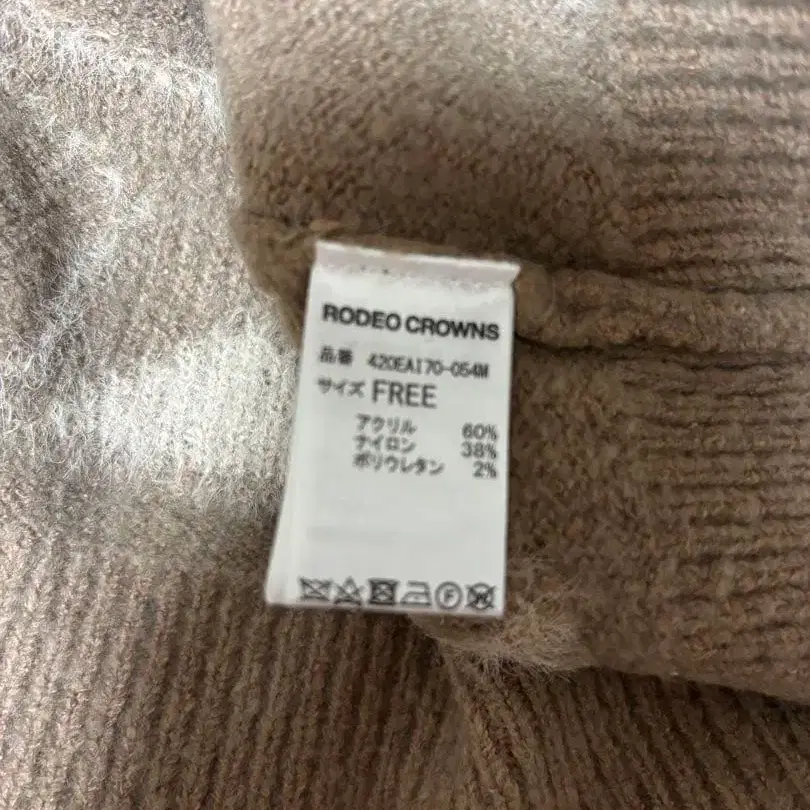 RODEO CROWNS
品番 420EA170-054M
サイズ FREE
アクリル 60%
ナイロン 38%
ポリウレタン 2%
F